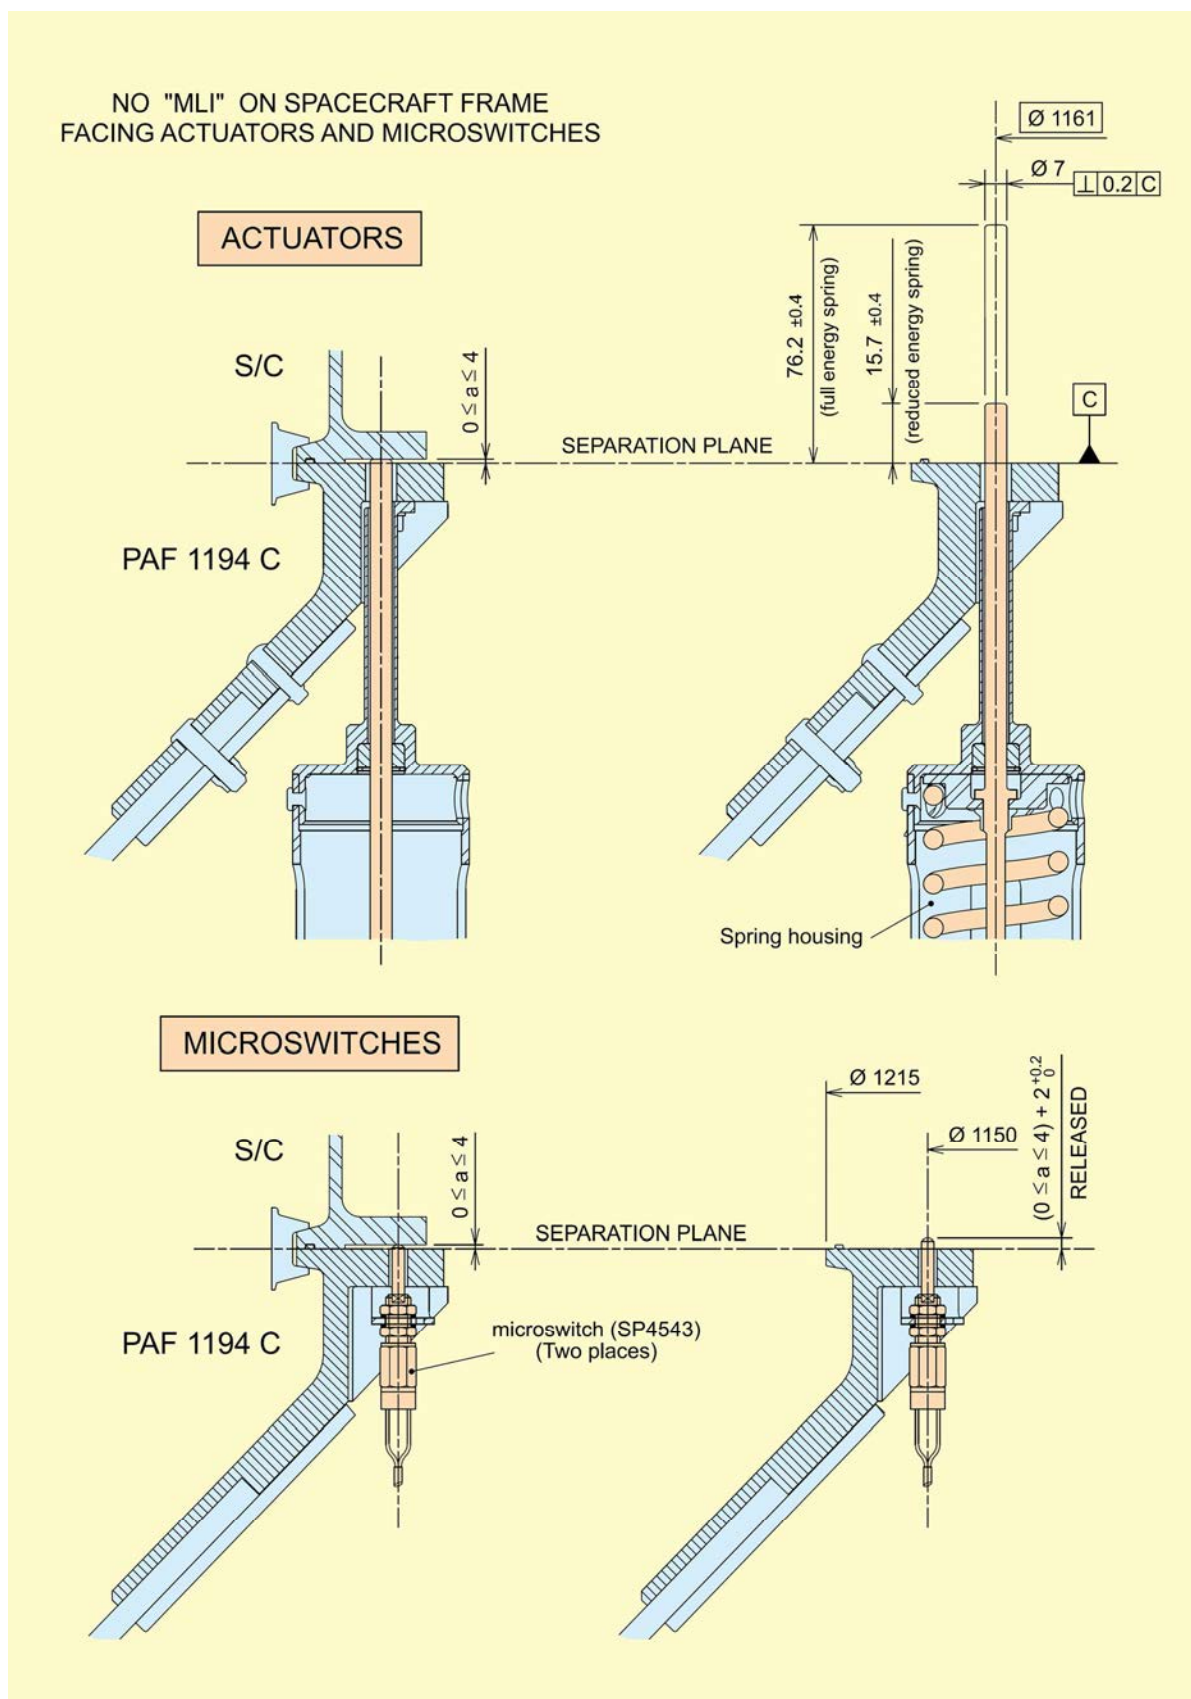 NO "MLI" ON SPACECRAFT FRAME
FACING ACTUATORS AND MICROSWITCHES
Ø 1161
Ø 7
⊥ 0.2 C
ACTUATORS
76.2 ±0.4
(full energy spring)
15.7 ±0.4
(reduced energy spring)
S/C
0 ≤ a ≤ 4
C
SEPARATION PLANE
PAF 1194 C
Spring housing
MICROSWITCHES
Ø 1215
(0 ≤ a ≤ 4) + 2 +0.2 0
RELEASED
S/C
0 ≤ a ≤ 4
Ø 1150
SEPARATION PLANE
PAF 1194 C
microswitch (SP4543)
(Two places)